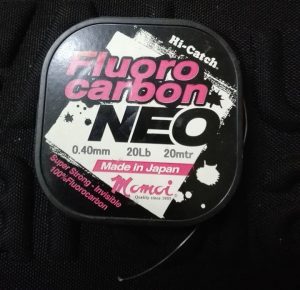 Hi-Catch
Fluoro
carbon
NEO
0.40mm 20Lb 20mtr
Made in Japan
Momoi
Super Strong - Invisible
100% Fluorocarbon